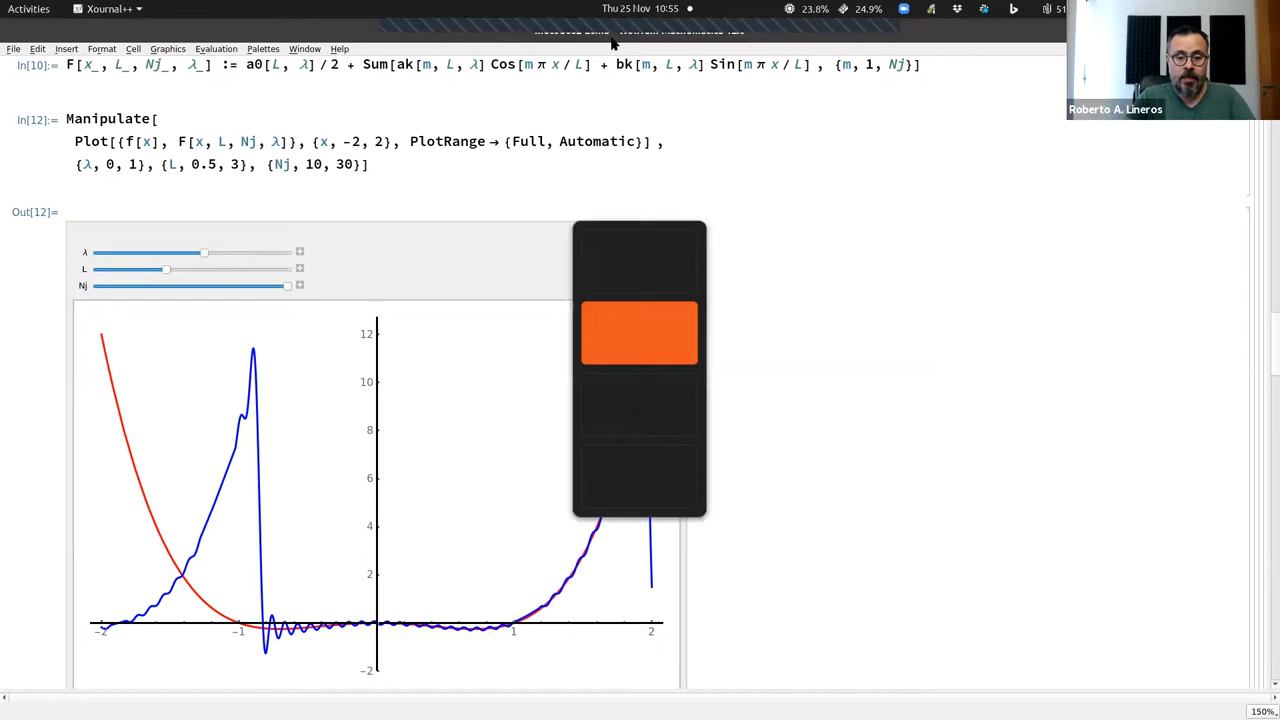 Activities Xournal++ Thu 25 Nov 10:55 23.8% 24.9% 51
File Edit Insert Format Cell Graphics Evaluation Palettes Window Help
In[10]:= F[x_, L_, Nj_, λ_] := a0[L, λ]/2 + Sum[ak[m, L, λ] Cos[m π x/L] + bk[m, L, λ] Sin[m π x/L], {m, 1, Nj}]
Roberto A. Lineros
In[12]:= Manipulate[
Plot[{f[x], F[x, L, Nj, λ]}, {x, -2, 2}, PlotRange → {Full, Automatic}],
{λ, 0, 1}, {L, 0.5, 3}, {Nj, 10, 30}]
Out[12]=
λ
L
Nj
12
10
8
6
4
2
-2 -1 1 2
-2
150%